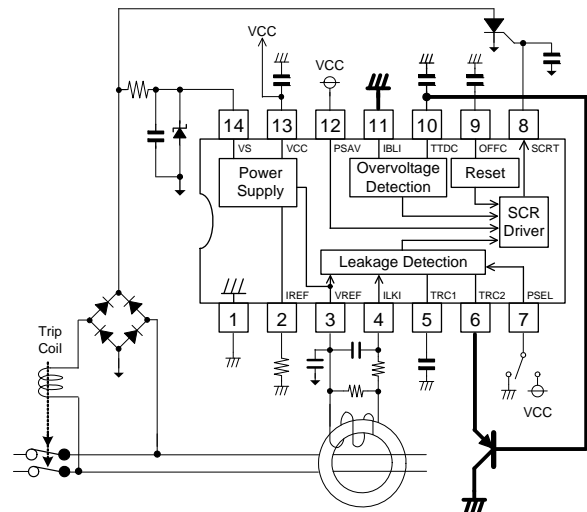 VCC
VCC
14
13
12
11
10
9
8
VS
VCC
PSAV
IBLI
TTDC
OFFC
SCRT
Power
Supply
Overvoltage
Detection
Reset
SCR
Driver
Leakage Detection
IREF
VREF
ILKI
TRC1
TRC2
PSEL
1
2
3
4
5
6
7
Trip
Coil
VCC